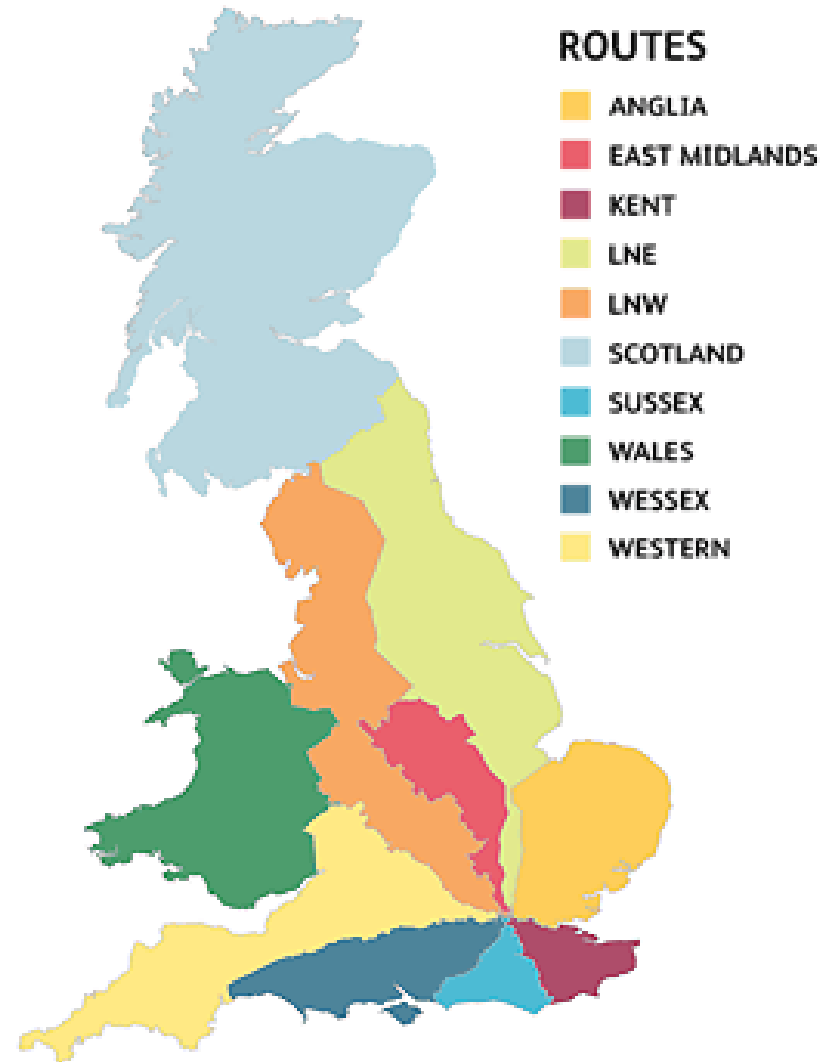 ROUTES
ANGLIA
EAST MIDLANDS
KENT
LNE
LNW
SCOTLAND
SUSSEX
WALES
WESSEX
WESTERN